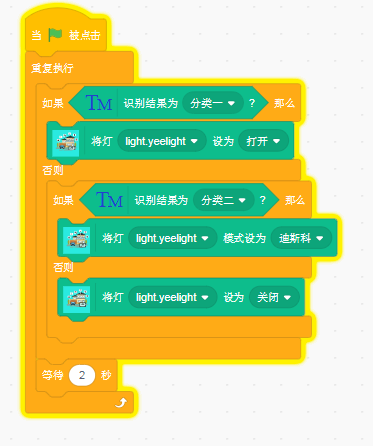 当 被点击
重复执行
如果 TM 识别结果为 分类一 ? 那么
将灯 light.yeelight 设为 打开
否则
如果 TM 识别结果为 分类二 ? 那么
将灯 light.yeelight 模式设为 迪斯科
否则
将灯 light.yeelight 设为 关闭
等待 2 秒